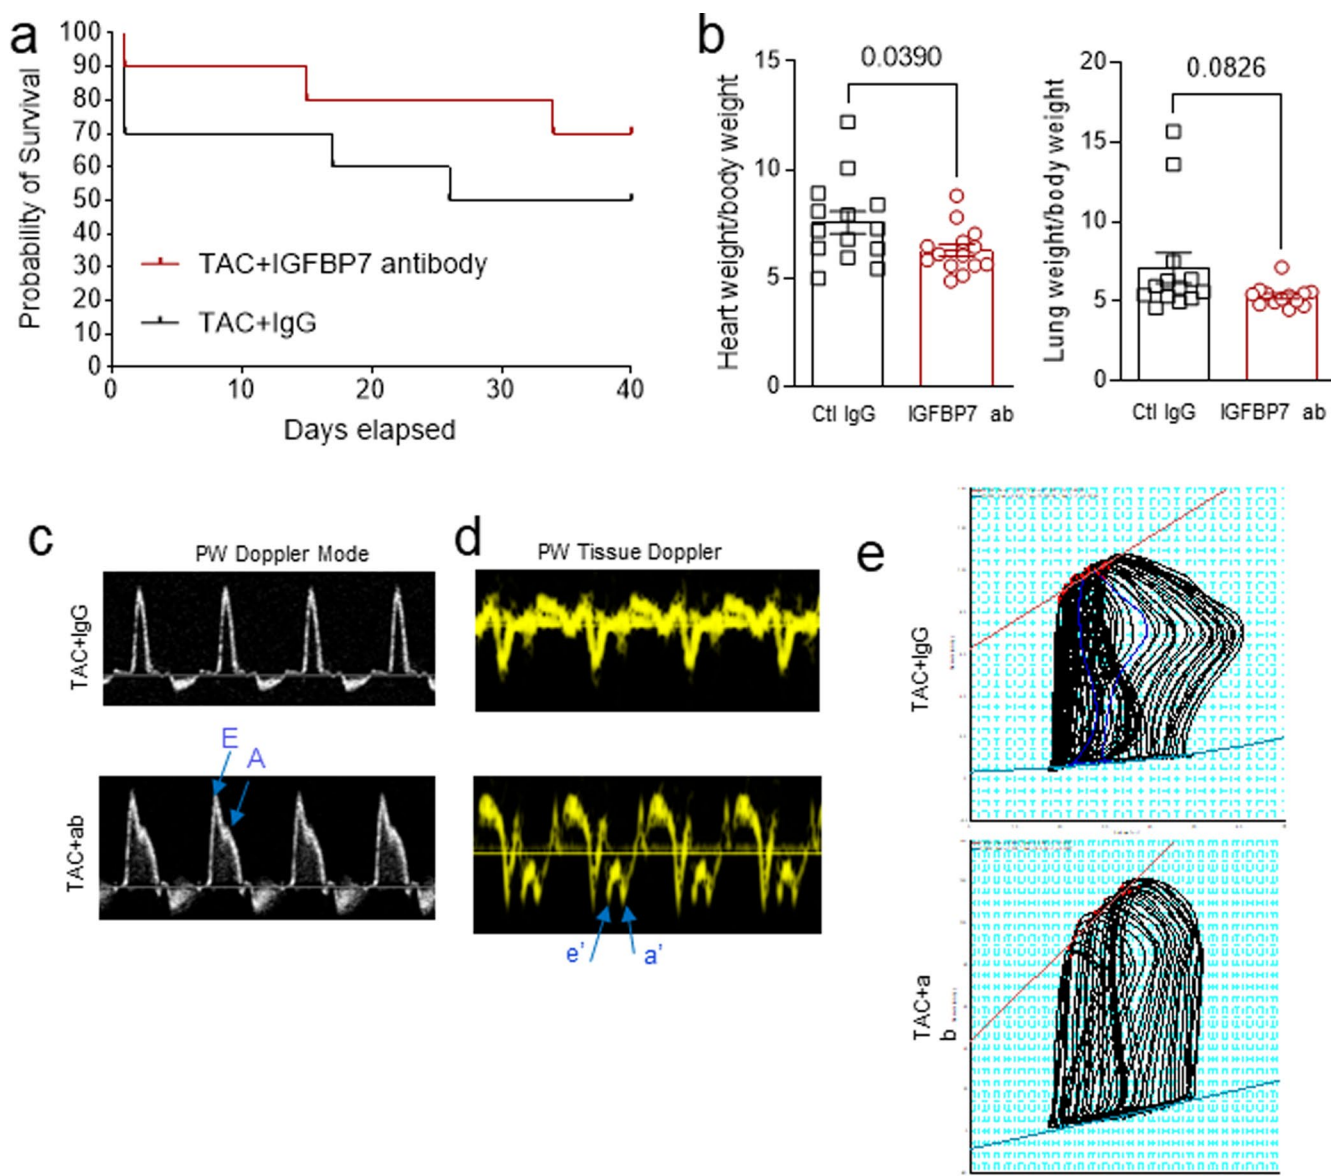 a
100
90
80
70
60
50
40
30
20
10
0
Probability of Survival
TAC+IGFBP7 antibody
TAC+IgG
0 10 20 30 40
Days elapsed
b
15
10
5
0
Heart weight/body weight
0.0390
Ctl IgG IGFBP7 ab
20
15
10
5
0
Lung weight/body weight
0.0826
Ctl IgG IGFBP7 ab
c
PW Doppler Mode
TAC+IgG
E
A
TAC+ab
d
PW Tissue Doppler
e'
a'
e
TAC+IgG
TAC+a
b